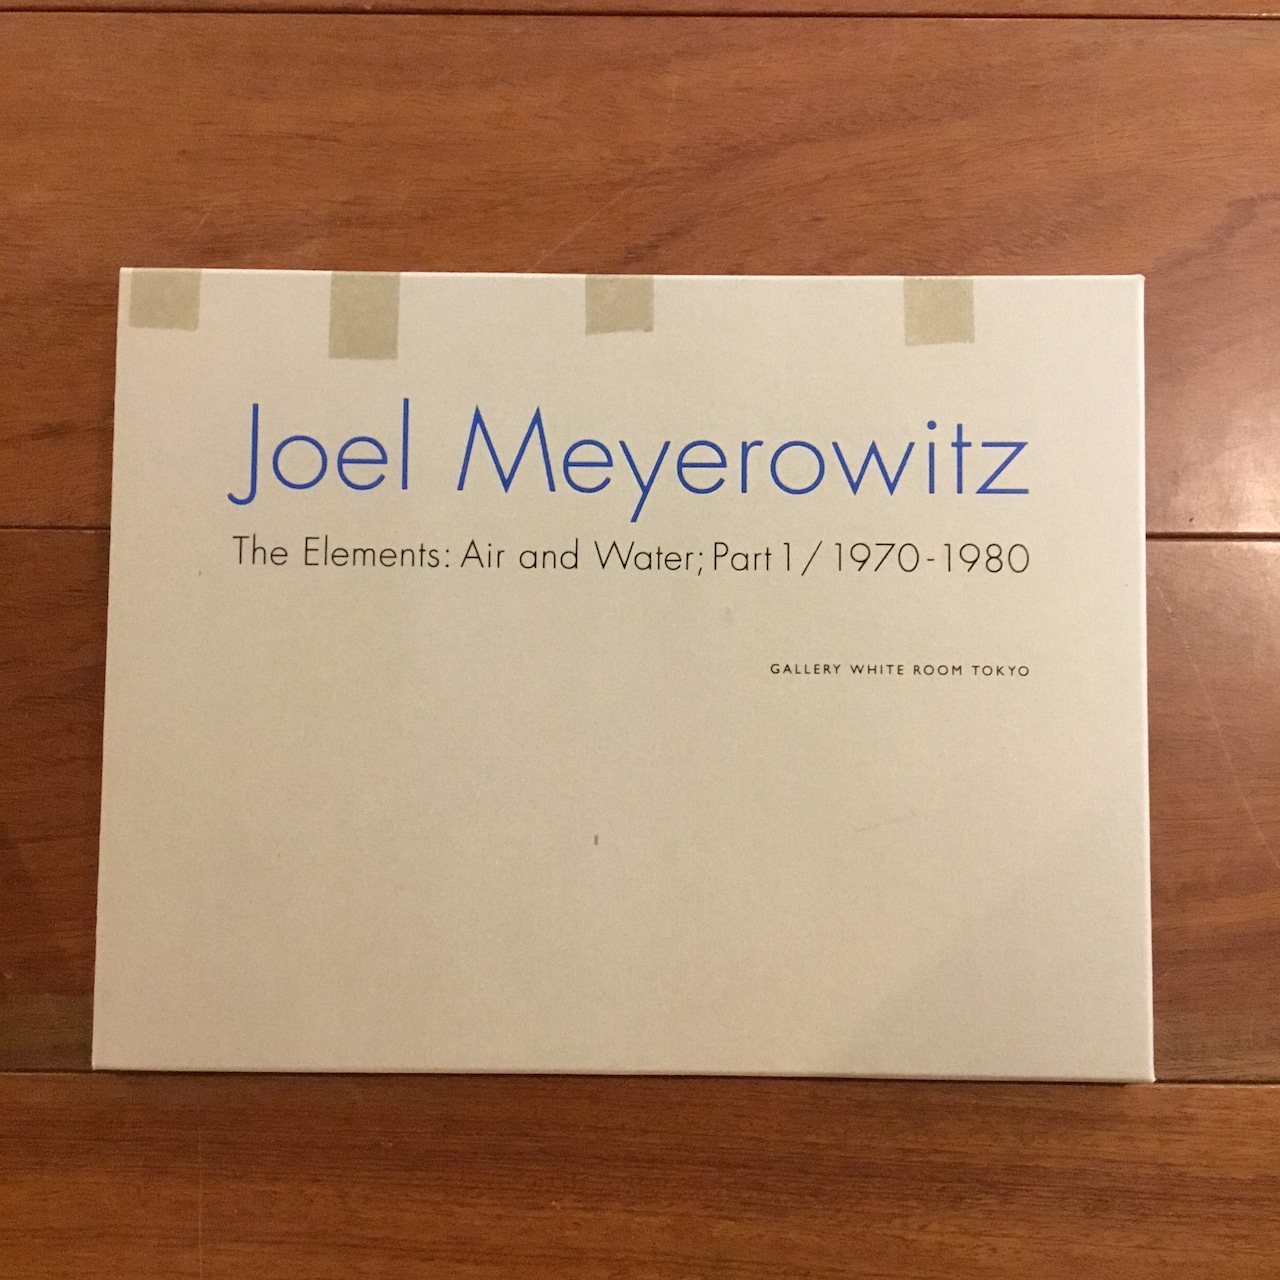 Joel Meyerowitz
The Elements: Air and Water; Part 1 / 1970-1980
GALLERY WHITE ROOM TOKYO